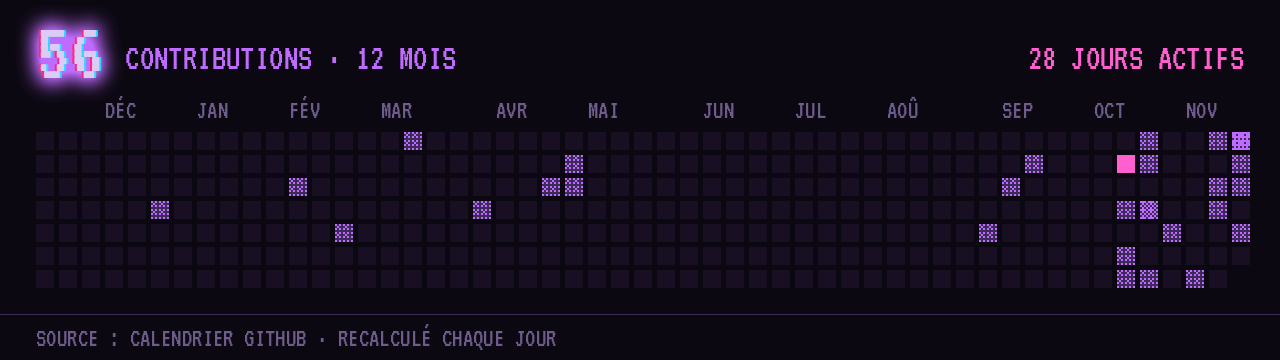 56 CONTRIBUTIONS · 12 MOIS 28 JOURS ACTIFS
DÉC JAN FÉV MAR AVR MAI JUN JUL AOÛ SEP OCT NOV
SOURCE : CALENDRIER GITHUB · RECALCULÉ CHAQUE JOUR